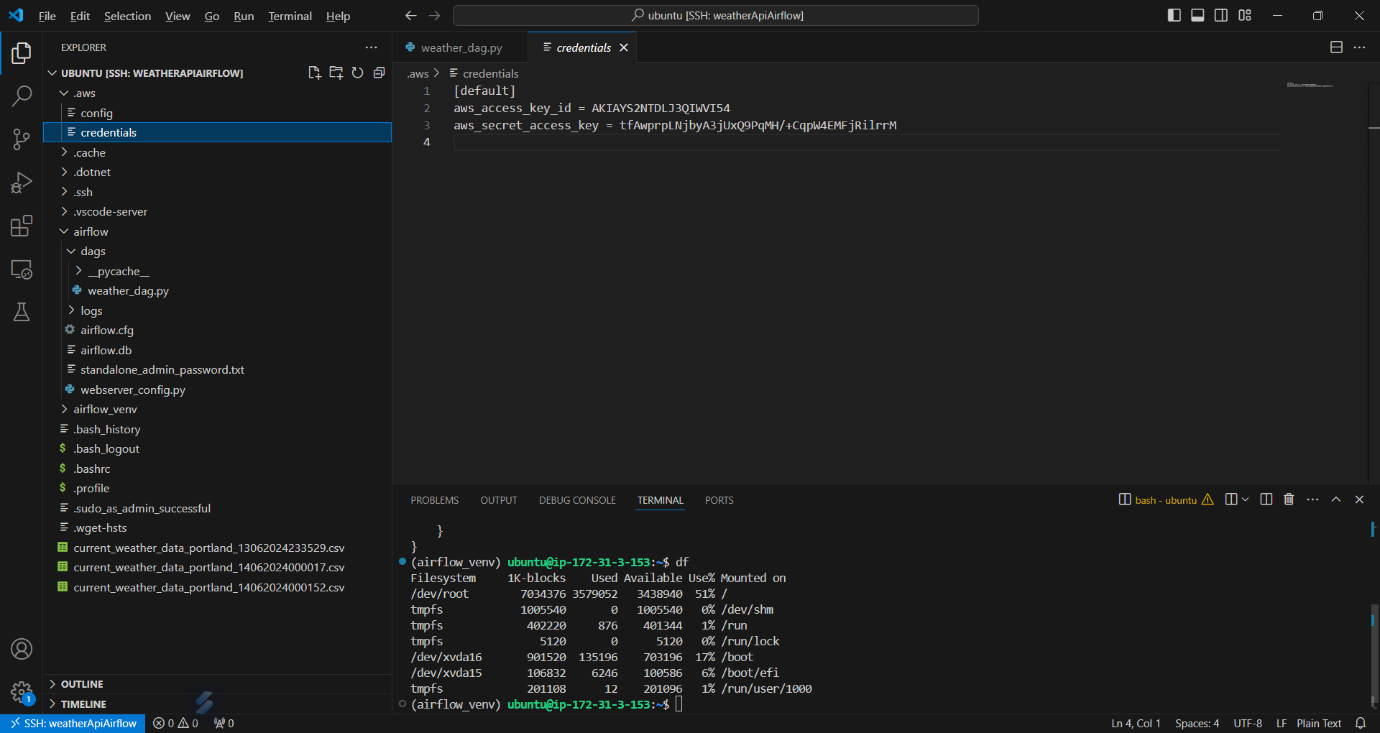 File Edit Selection View Go Run Terminal Help
ubuntu [SSH: weatherApiAirflow]
EXPLORER
UBUNTU [SSH: WEATHERAPIAIRFLOW]
.aws
config
credentials
.cache
.dotnet
.ssh
.vscode-server
airflow
dags
__pycache__
weather_dag.py
logs
airflow.cfg
airflow.db
standalone_admin_password.txt
webserver_config.py
airflow_venv
.bash_history
.bash_logout
.bashrc
.profile
.sudo_as_admin_successful
.wget-hsts
current_weather_data_portland_13062024233529.csv
current_weather_data_portland_14062024000017.csv
current_weather_data_portland_14062024000152.csv
OUTLINE
TIMELINE
weather_dag.py credentials
.aws > credentials
1 [default]
2 aws_access_key_id = AKIAYS2NTDLJ3QIWVI54
3 aws_secret_access_key = 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
4
PROBLEMS OUTPUT DEBUG CONSOLE TERMINAL PORTS
bash - ubuntu
}
}
(airflow_venv) ubuntu@ip-172-31-3-153:~$ df
Filesystem 1K-blocks Used Available Use% Mounted on
/dev/root 7034376 3579052 3438940 51% /
tmpfs 1005540 0 1005540 0% /dev/shm
tmpfs 402220 876 401344 1% /run
tmpfs 5120 0 5120 0% /run/lock
/dev/xvda16 901520 135196 703196 17% /boot
/dev/xvda15 106832 6246 100586 6% /boot/efi
tmpfs 201108 12 201096 1% /run/user/1000
(airflow_venv) ubuntu@ip-172-31-3-153:~$
1
SSH: weatherApiAirflow 0 0 0
Ln 4, Col 1 Spaces: 4 UTF-8 LF Plain Text